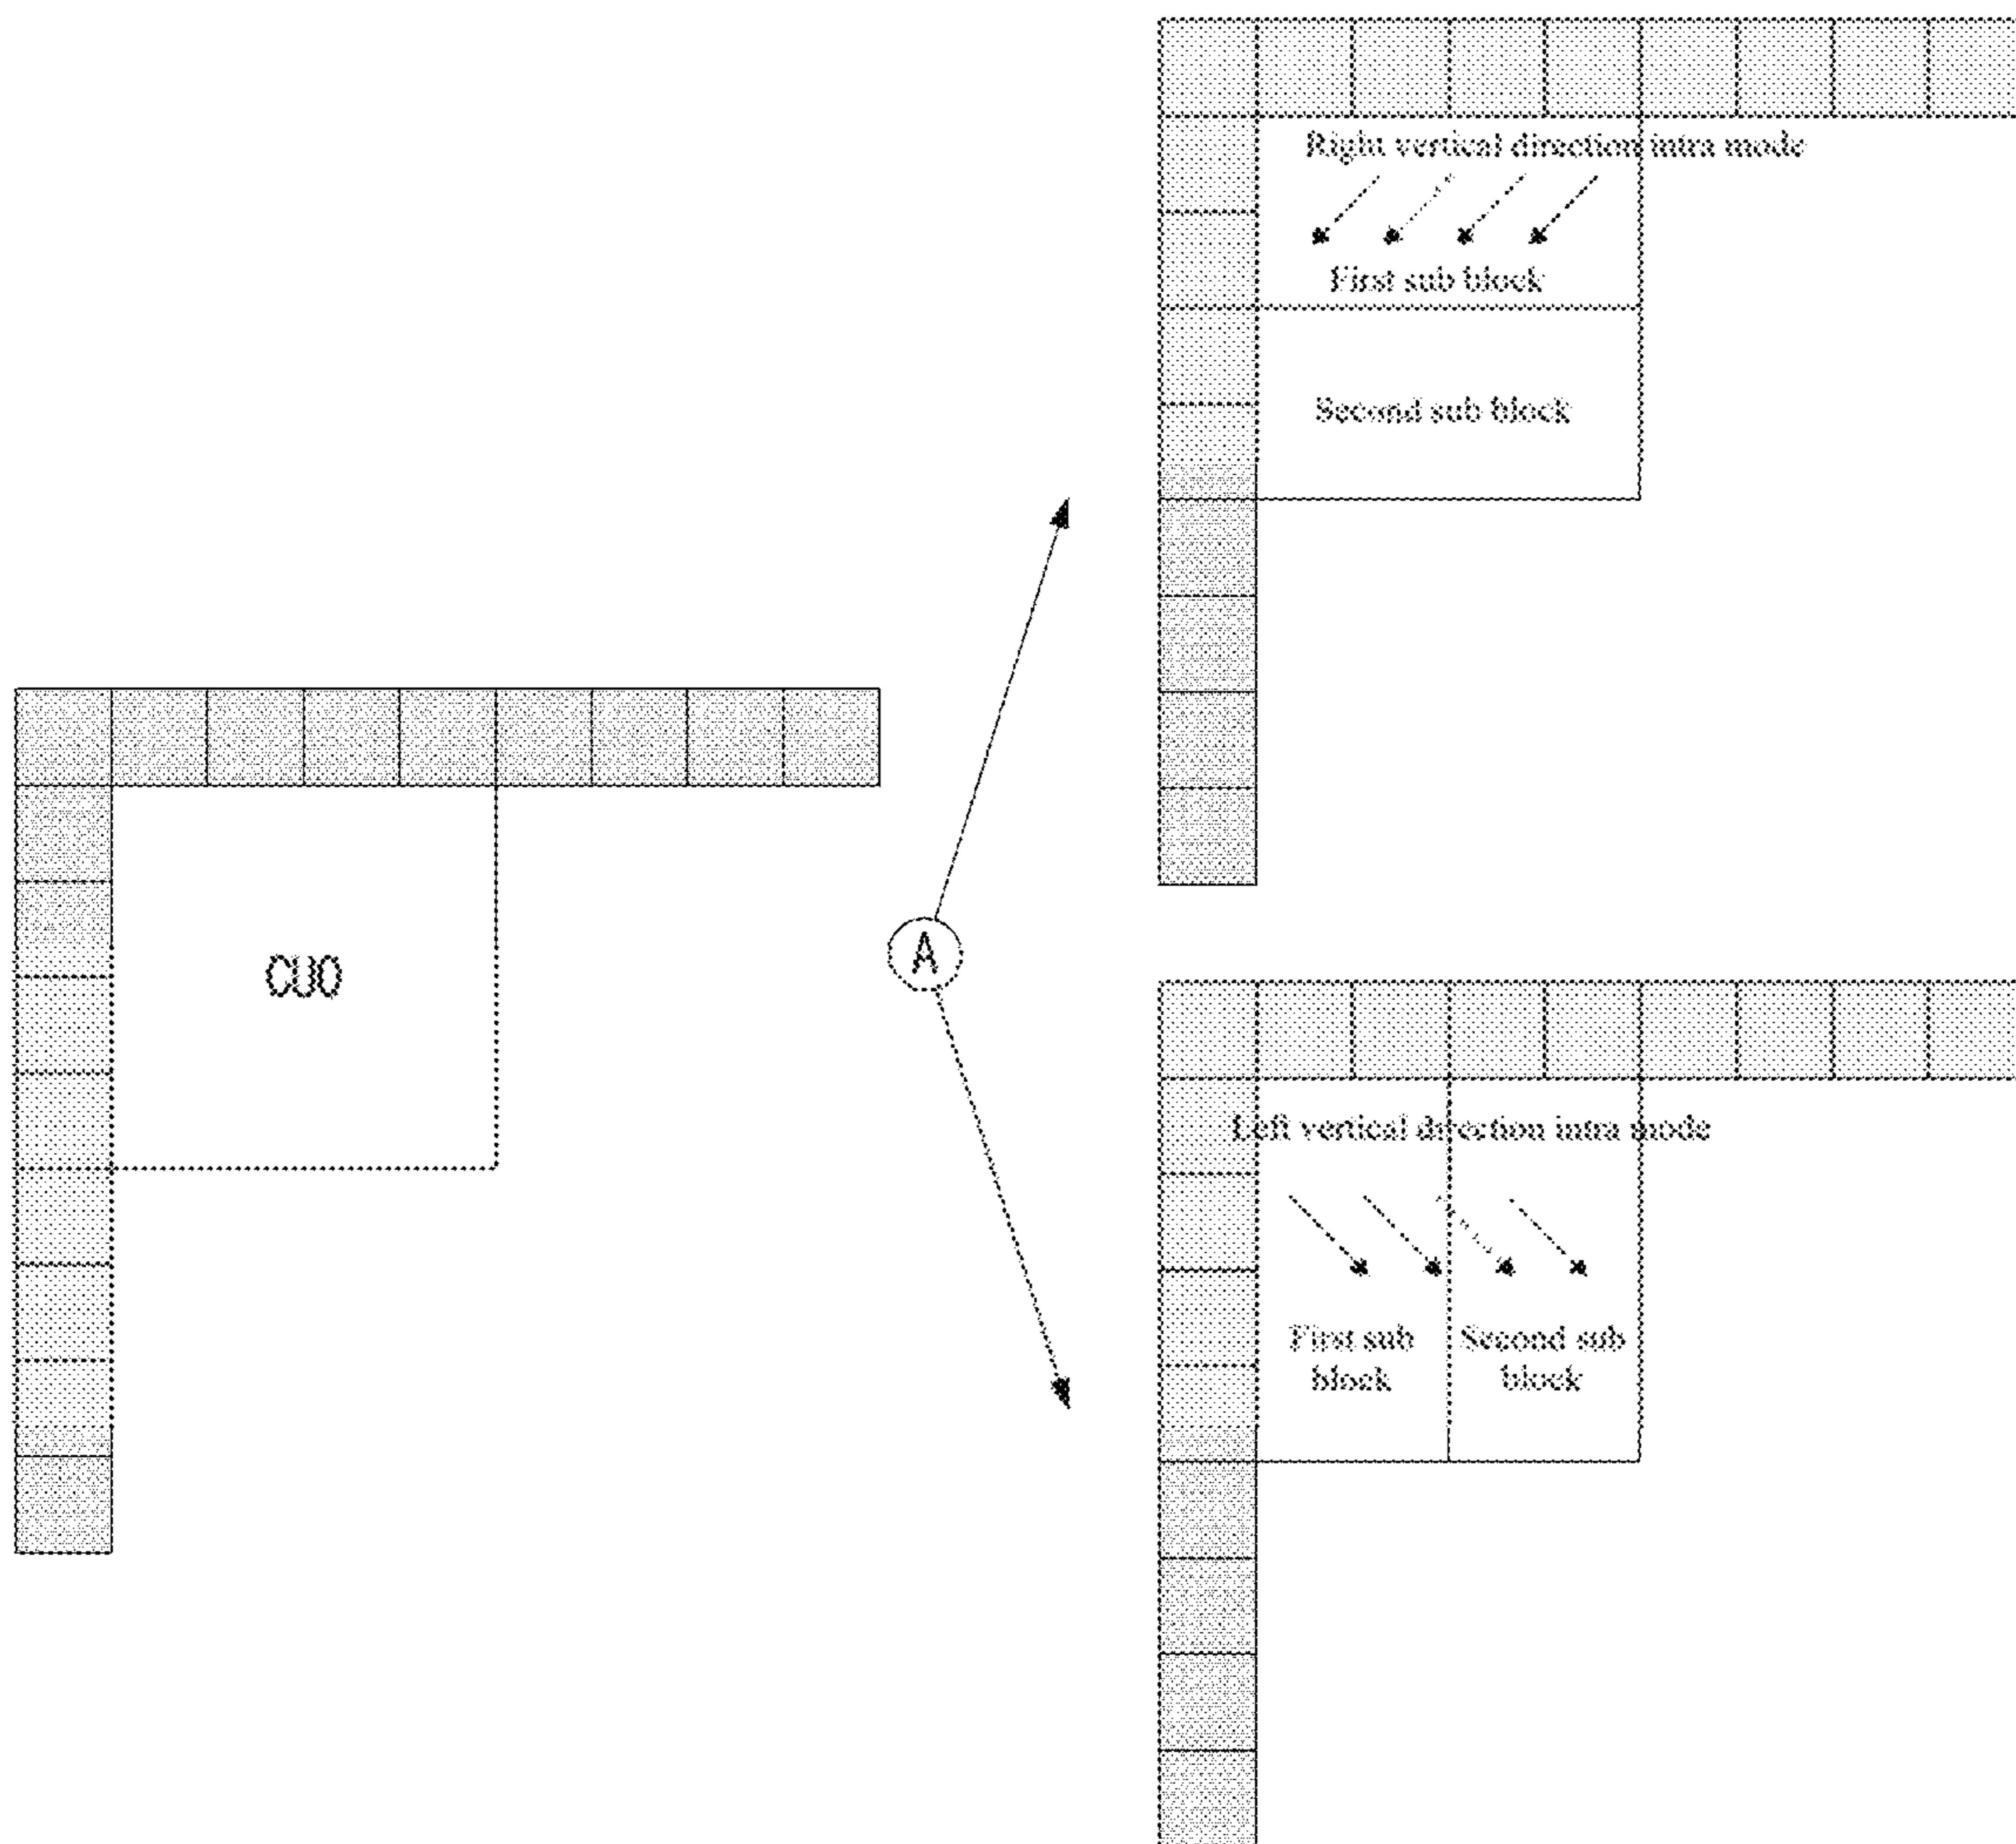 Right vertical direction intra mode
First sub block
Second sub block
CU0
A
Left vertical direction intra mode
First sub
block
Second sub
block